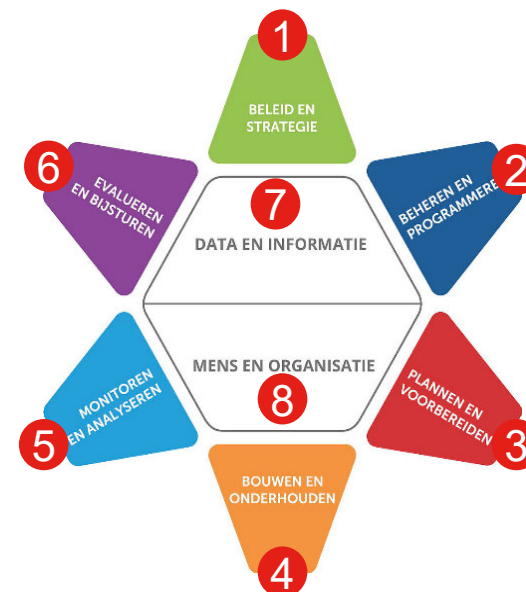 1
BELEID EN
STRATEGIE
2
BEHEREN EN
PROGRAMMEREN
3
PLANNEN EN
VOORBEREIDEN
4
BOUWEN EN
ONDERHOUDEN
5
MONITOREN
EN ANALYSEREN
6
EVALUEREN
EN BIJSTUREN
7
DATA EN INFORMATIE
MENS EN ORGANISATIE
8